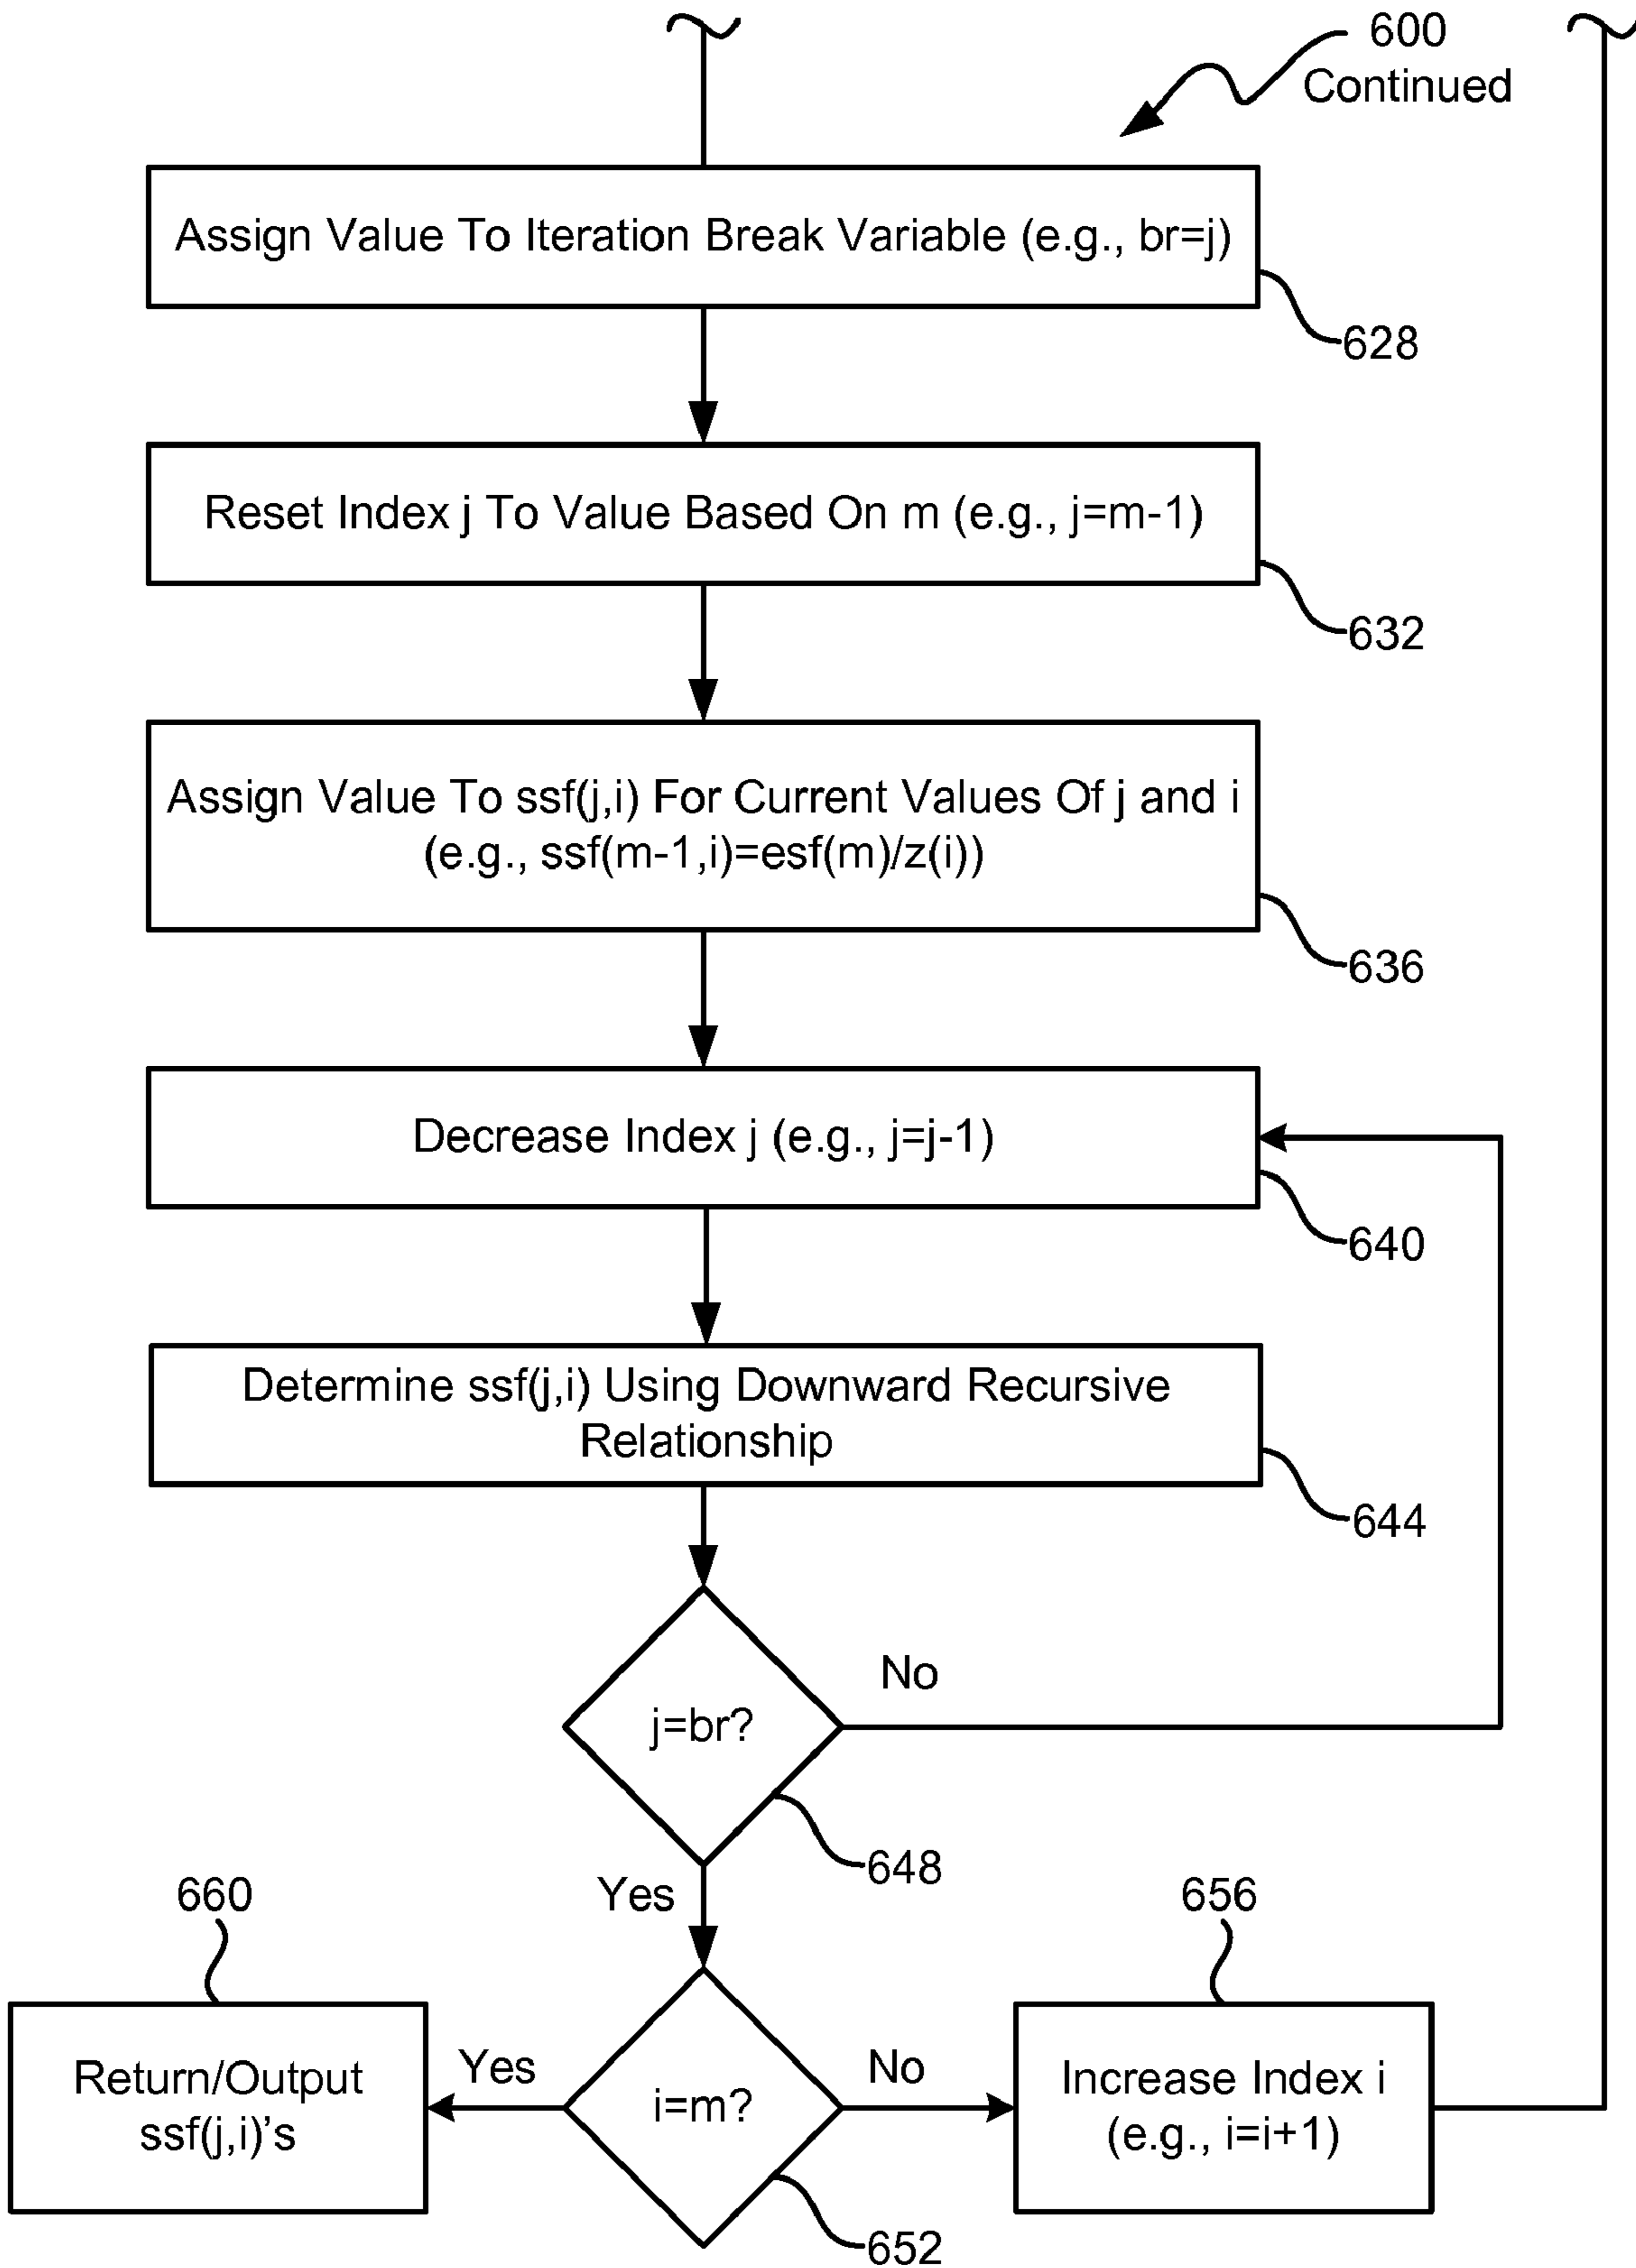 600
Continued
Assign Value To Iteration Break Variable (e.g., br=j)
628
Reset Index j To Value Based On m (e.g., j=m-1)
632
Assign Value To ssf(j,i) For Current Values Of j and i
(e.g., ssf(m-1,i)=esf(m)/z(i))
636
Decrease Index j (e.g., j=j-1)
640
Determine ssf(j,i) Using Downward Recursive
Relationship
644
j=br?
No
648
Yes
660
656
Return/Output
ssf(j,i)'s
Yes
i=m?
No
Increase Index i
(e.g., i=i+1)
652